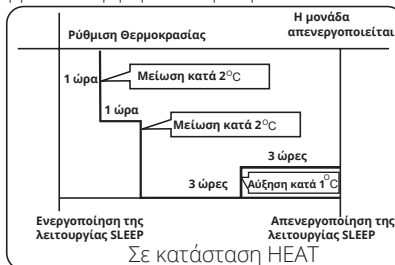 Ρύθμιση Θερμοκρασίας
Η μονάδα
απενεργοποιείται
1 ώρα
Μείωση κατά 2°C
1 ώρα
Μείωση κατά 2°C
3 ώρες
3 ώρες
Αύξηση κατά 1°C
Ενεργοποίηση της
λειτουργίας SLEEP
Απενεργοποίηση της
λειτουργίας SLEEP
Σε κατάσταση HEAT